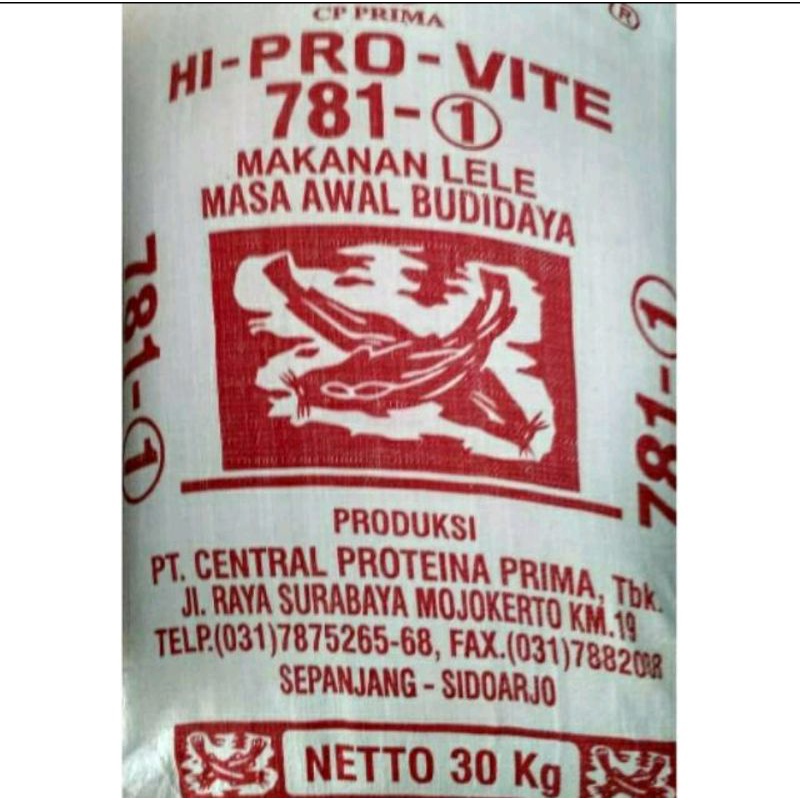 CP PRIMA
®
HI-PRO-VITE
781-1
MAKANAN LELE
MASA AWAL BUDIDAYA
781-1
781-1
PRODUKSI
PT. CENTRAL PROTEINA PRIMA, Tbk.
Jl. RAYA SURABAYA MOJOKERTO KM.19
TELP.(031)7875265-68, FAX.(031)
SEPANJANG - SIDOARJO
NETTO 30 Kg